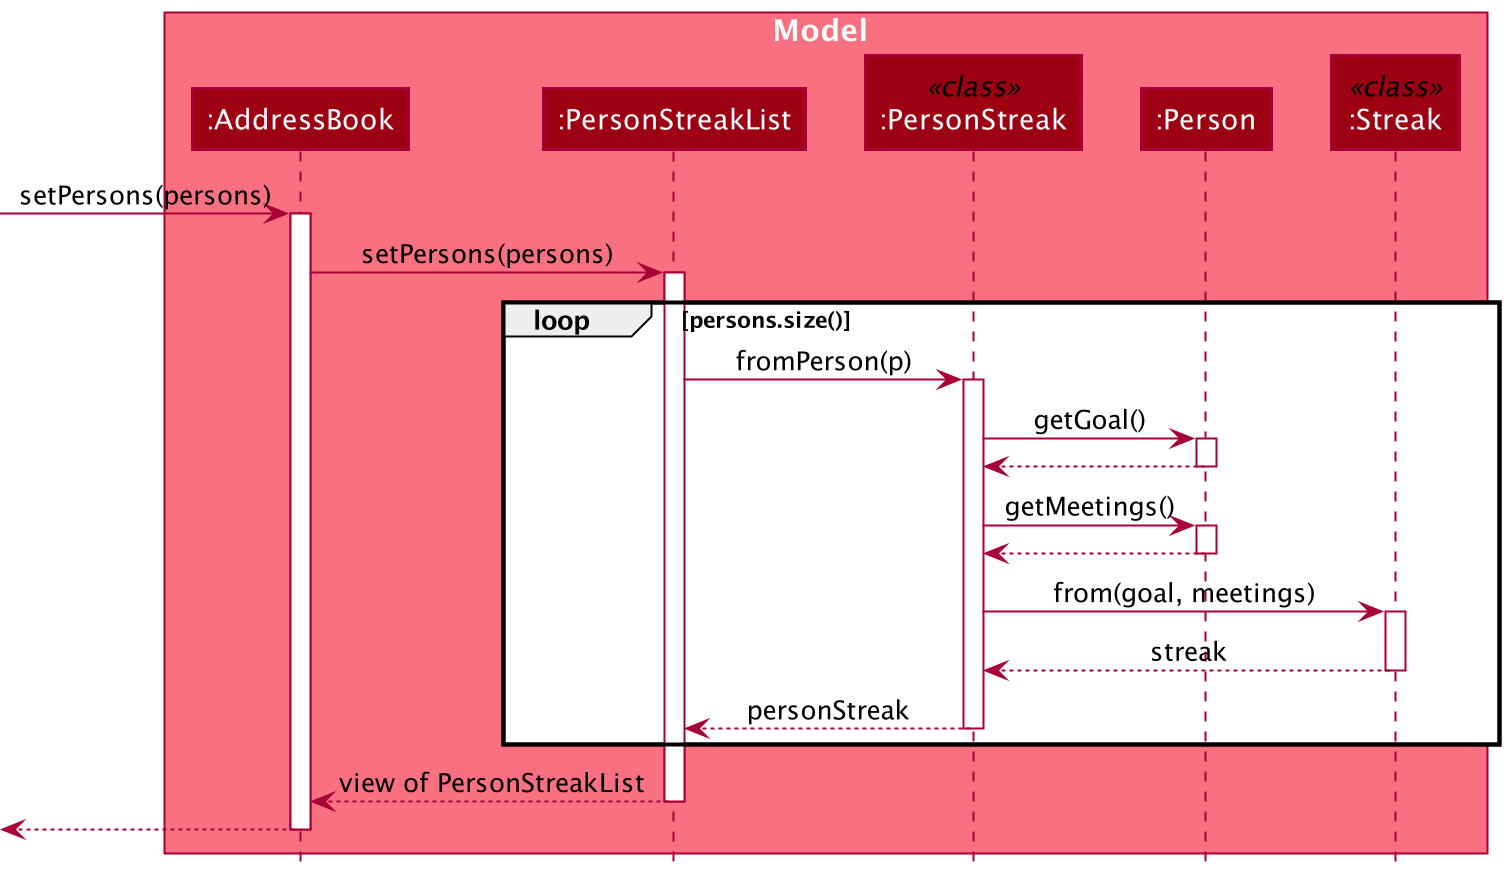 Model
:AddressBook
:PersonStreakList
«class»
:PersonStreak
:Person
«class»
:Streak
setPersons(persons)
setPersons(persons)
loop
[persons.size()]
fromPerson(p)
getGoal()
getMeetings()
from(goal, meetings)
streak
personStreak
view of PersonStreakList